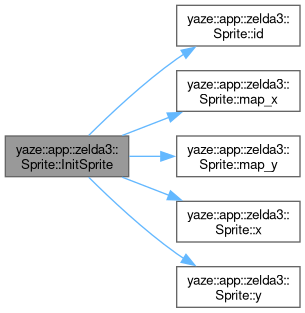 yaze::app::zelda3::
Sprite::InitSprite
yaze::app::zelda3::
Sprite::id
yaze::app::zelda3::
Sprite::map_x
yaze::app::zelda3::
Sprite::map_y
yaze::app::zelda3::
Sprite::x
yaze::app::zelda3::
Sprite::y